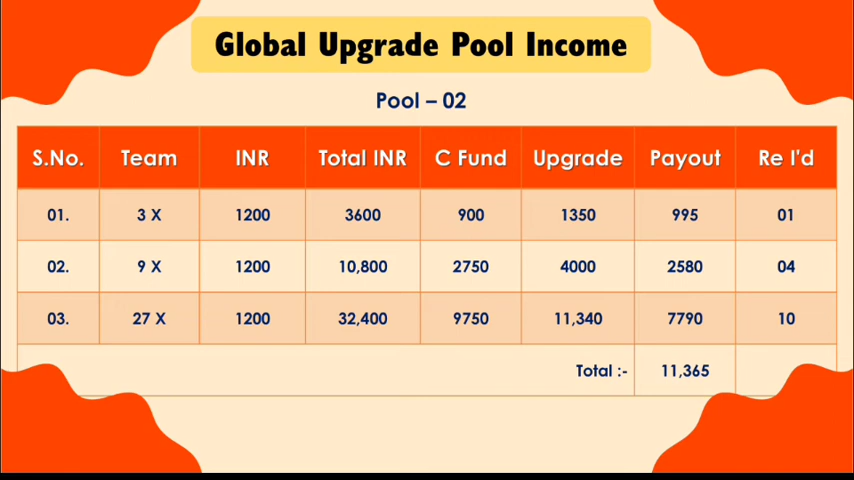 Global Upgrade Pool Income
Pool – 02
S.No. Team INR Total INR C Fund Upgrade Payout Re I'd
01. 3 X 1200 3600 900 1350 995 01
02. 9 X 1200 10,800 2750 4000 2580 04
03. 27 X 1200 32,400 9750 11,340 7790 10
Total :- 11,365